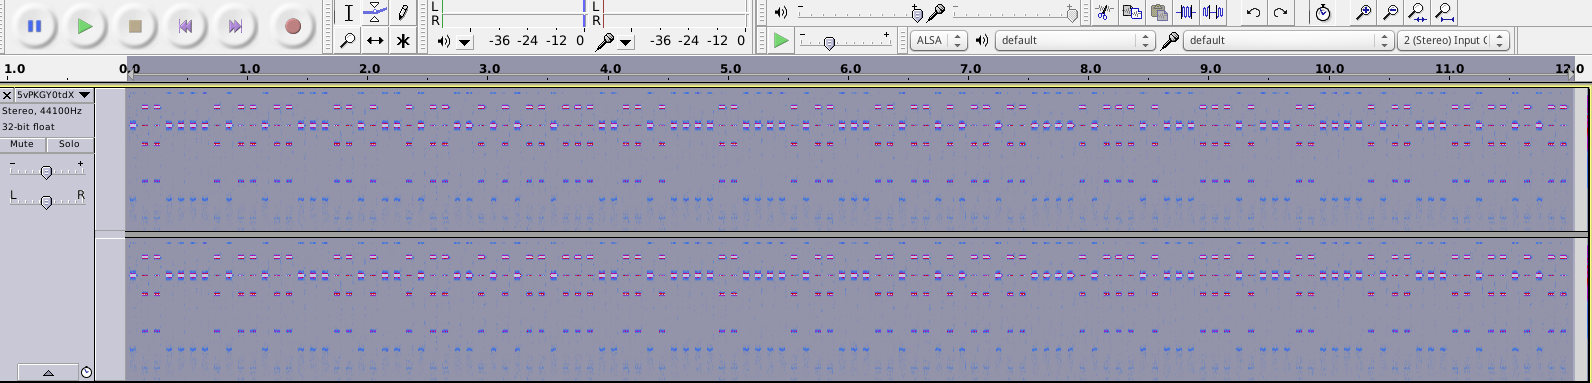 L
R
L
R
-36 -24 -12 0
-36 -24 -12 0
- +
ALSA
default
default
2 (Stereo) Input C
1.0 0.0 1.0 2.0 3.0 4.0 5.0 6.0 7.0 8.0 9.0 10.0 11.0 12.0
5vPKGY0tdX
Stereo, 44100Hz
32-bit float
Mute Solo
- +
L R